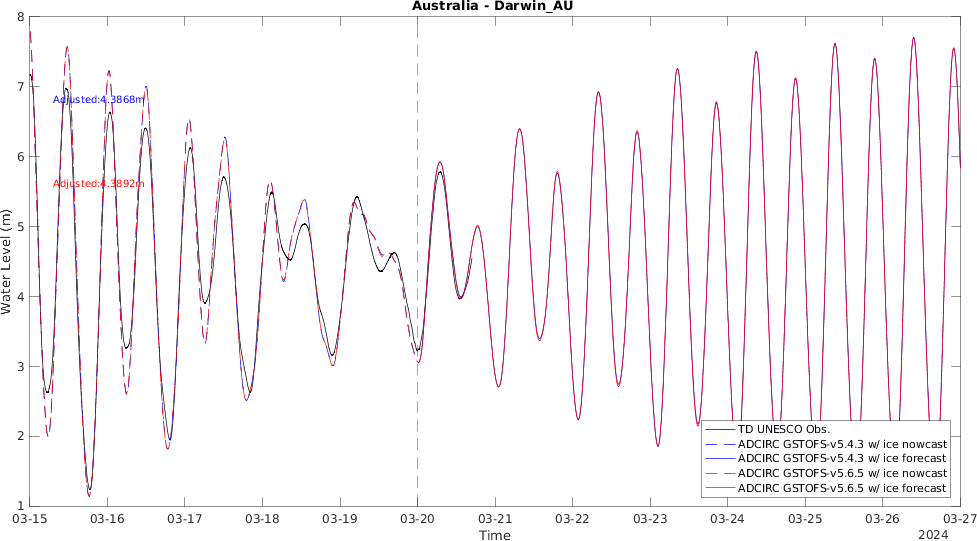 Australia - Darwin_AU
8
7
6
5
4
3
2
1
Water Level (m)
Adjusted:4.3868m
Adjusted:4.3892m
TD UNESCO Obs.
ADCIRC GSTOFS-v5.4.3 w/ ice nowcast
ADCIRC GSTOFS-v5.4.3 w/ ice forecast
ADCIRC GSTOFS-v5.6.5 w/ ice nowcast
ADCIRC GSTOFS-v5.6.5 w/ ice forecast
03-15 03-16 03-17 03-18 03-19 03-20 03-21 03-22 03-23 03-24 03-25 03-26 03-27
Time
2024